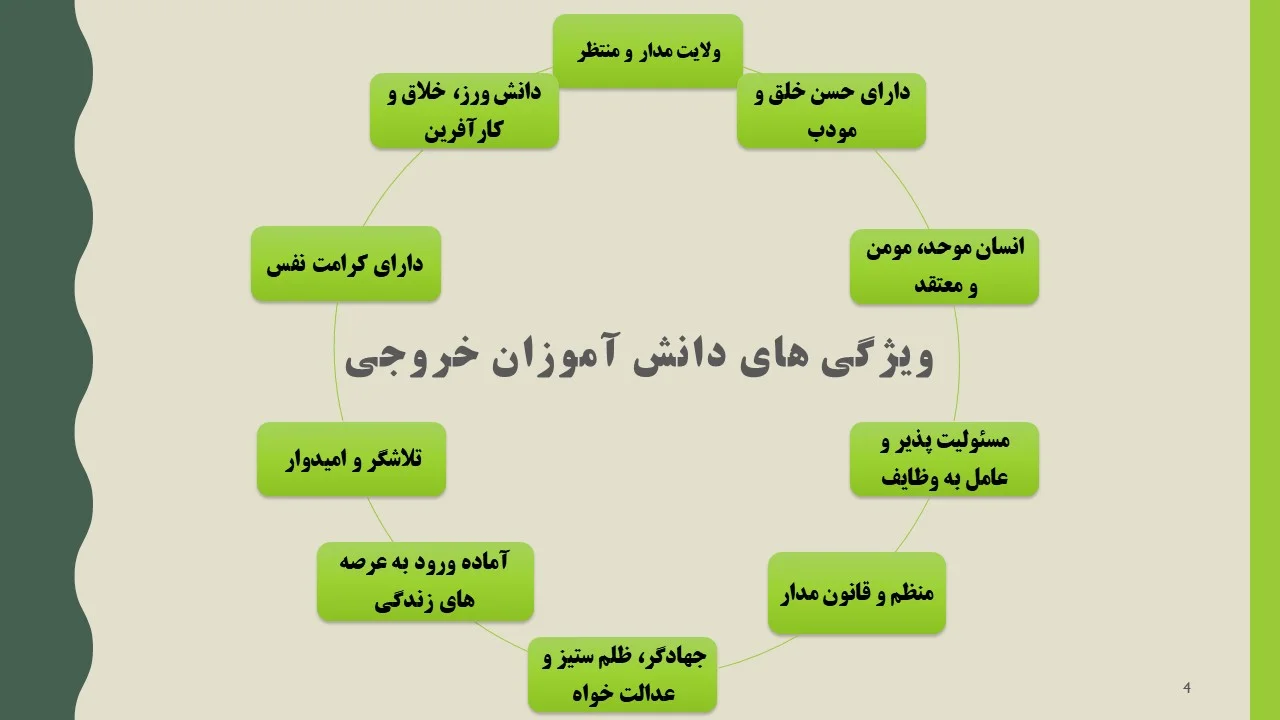 ولایت مدار و منتظر
دارای حسن خلق و
مودب
انسان موحد، مومن
و معتقد
مسئولیت پذیر و
عامل به وظایف
منظم و قانون مدار
جهادگر، ظلم ستیز و
عدالت خواه
آماده ورود به عرصه
های زندگی
تلاشگر و امیدوار
دارای کرامت نفس
دانش ورز، خلاق و
کارآفرین
ویژگی های دانش آموزان خروجی
4